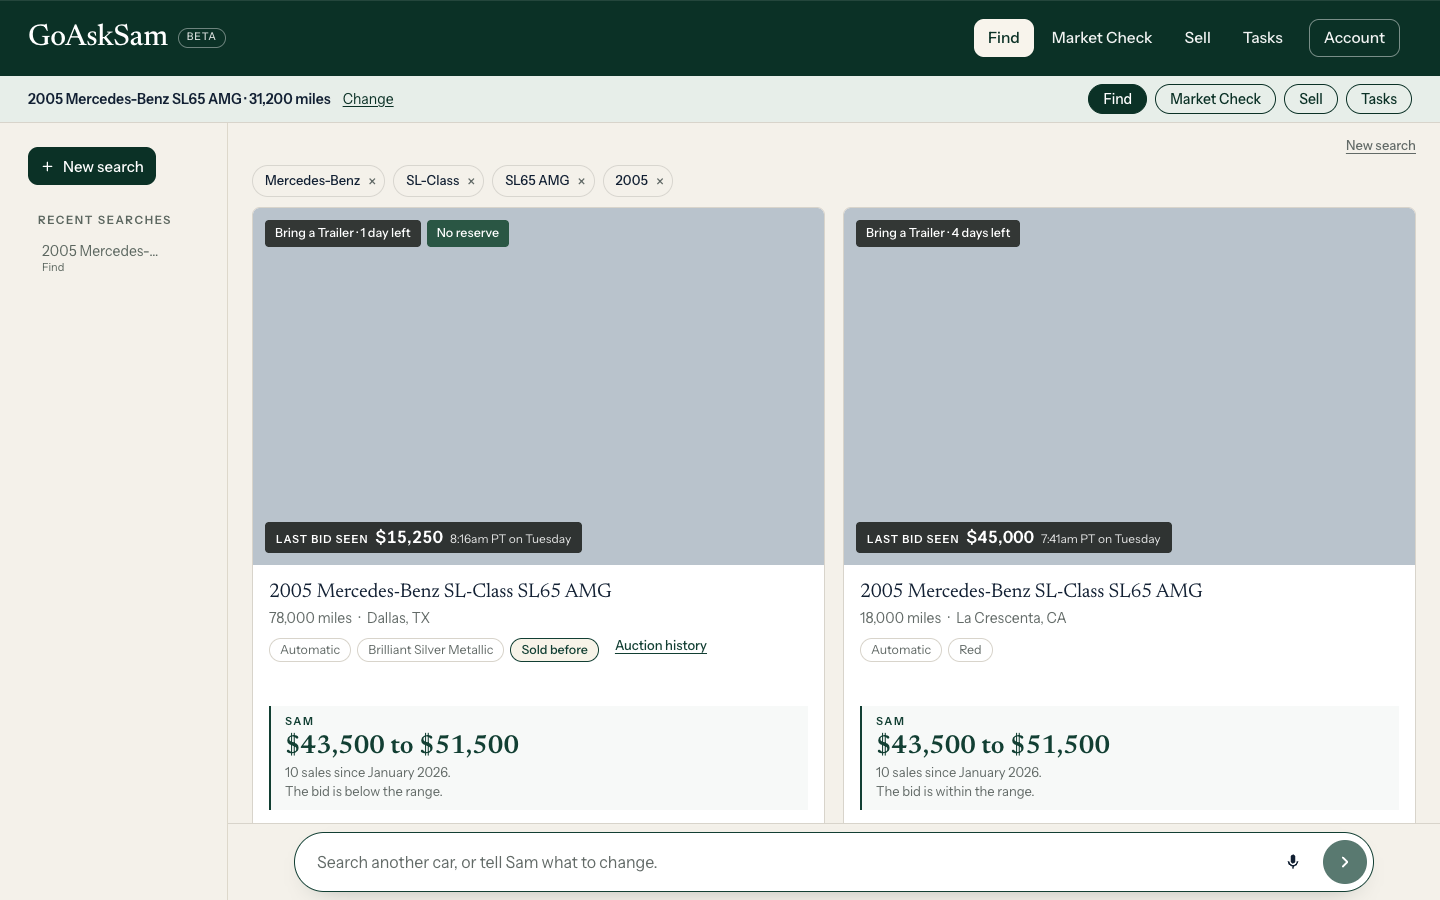 GoAskSam BETA Find Market Check Sell Tasks Account
2005 Mercedes-Benz SL65 AMG · 31,200 miles Change Find Market Check Sell Tasks
New search
+ New search
RECENT SEARCHES
2005 Mercedes-...
Find
Mercedes-Benz × SL-Class × SL65 AMG × 2005 ×
Bring a Trailer · 1 day left No reserve
LAST BID SEEN $15,250 8:16am PT on Tuesday
2005 Mercedes-Benz SL-Class SL65 AMG
78,000 miles · Dallas, TX
Automatic Brilliant Silver Metallic Sold before Auction history
SAM
$43,500 to $51,500
10 sales since January 2026.
The bid is below the range.
Bring a Trailer · 4 days left
LAST BID SEEN $45,000 7:41am PT on Tuesday
2005 Mercedes-Benz SL-Class SL65 AMG
18,000 miles · La Crescenta, CA
Automatic Red
SAM
$43,500 to $51,500
10 sales since January 2026.
The bid is within the range.
Search another car, or tell Sam what to change.